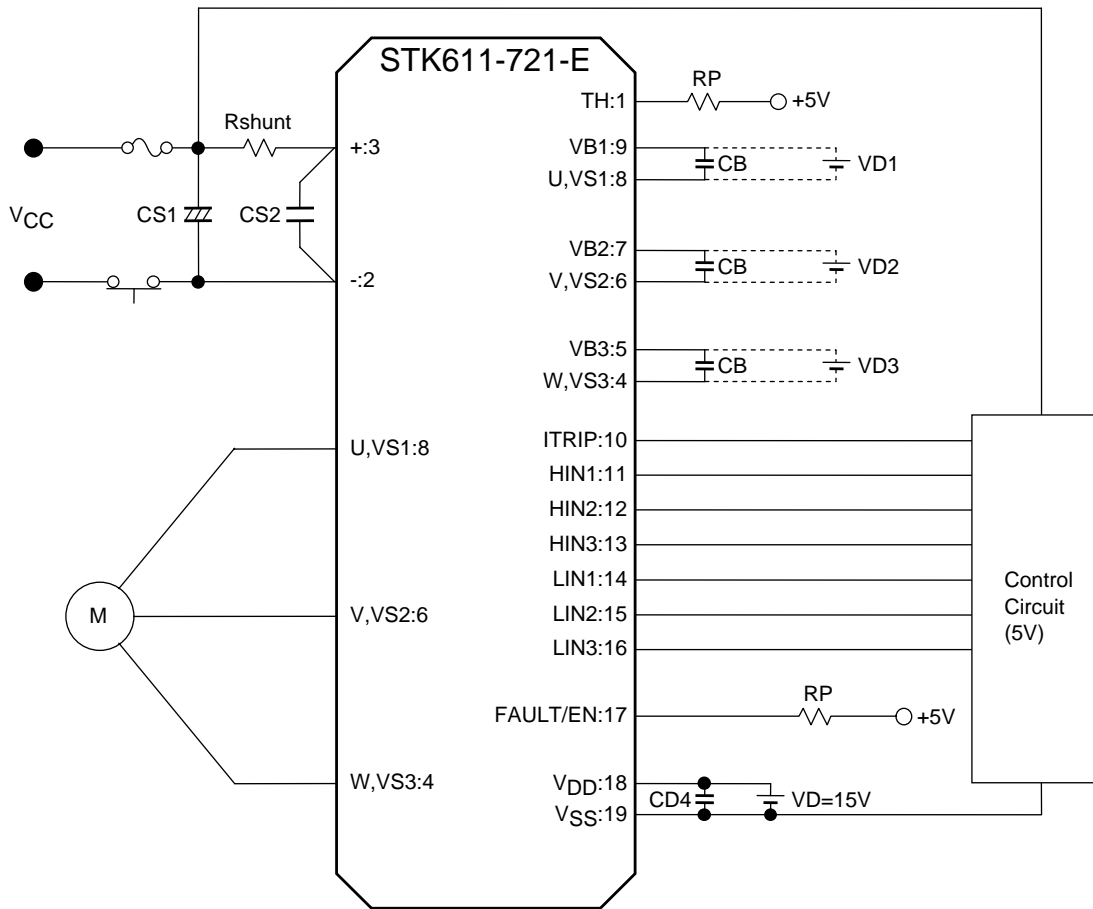 STK611-721-E
TH:1
RP
+5V
Rshunt
+:3
VB1:9
CB
VD1
U,VS1:8
VCC
CS1
CS2
-:2
VB2:7
CB
VD2
V,VS2:6
VB3:5
CB
VD3
W,VS3:4
U,VS1:8
ITRIP:10
HIN1:11
HIN2:12
HIN3:13
LIN1:14
LIN2:15
LIN3:16
Control
Circuit
(5V)
M
V,VS2:6
FAULT/EN:17
RP
+5V
W,VS3:4
VDD:18
CD4
VD=15V
VSS:19